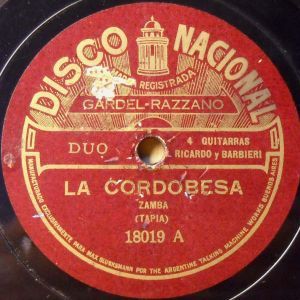 DISCO NACIONAL
REGISTRADA
GARDEL-RAZZANO
DUO
4 GUITARRAS
RICARDO y BARBIERI
LA CORDOBESA
ZAMBA
(TAPIA)
18019 A
MANUFACTURADO EXCLUSIVAMENTE PARA MAX GLUCKSMANN POR THE ARGENTINE TALKING MACHINE WORKS BUENOS AIRES